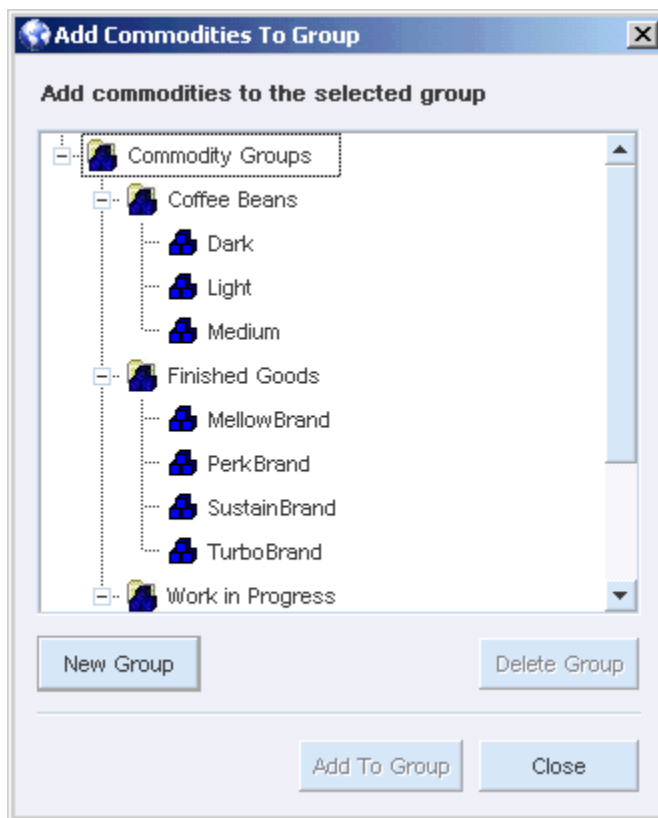 Add Commodities To Group
Add commodities to the selected group
Commodity Groups
Coffee Beans
Dark
Light
Medium
Finished Goods
MellowBrand
PerkBrand
SustainBrand
TurboBrand
Work in Progress
New Group
Delete Group
Add To Group
Close